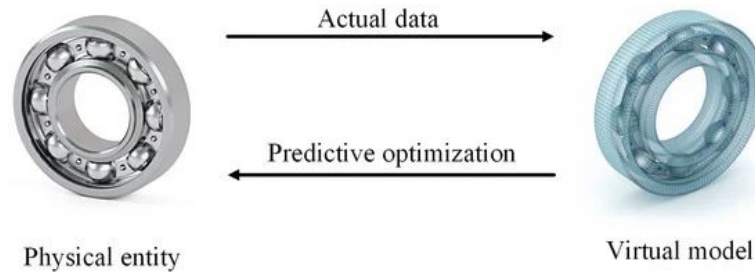 Actual data
Predictive optimization
Physical entity
Virtual model